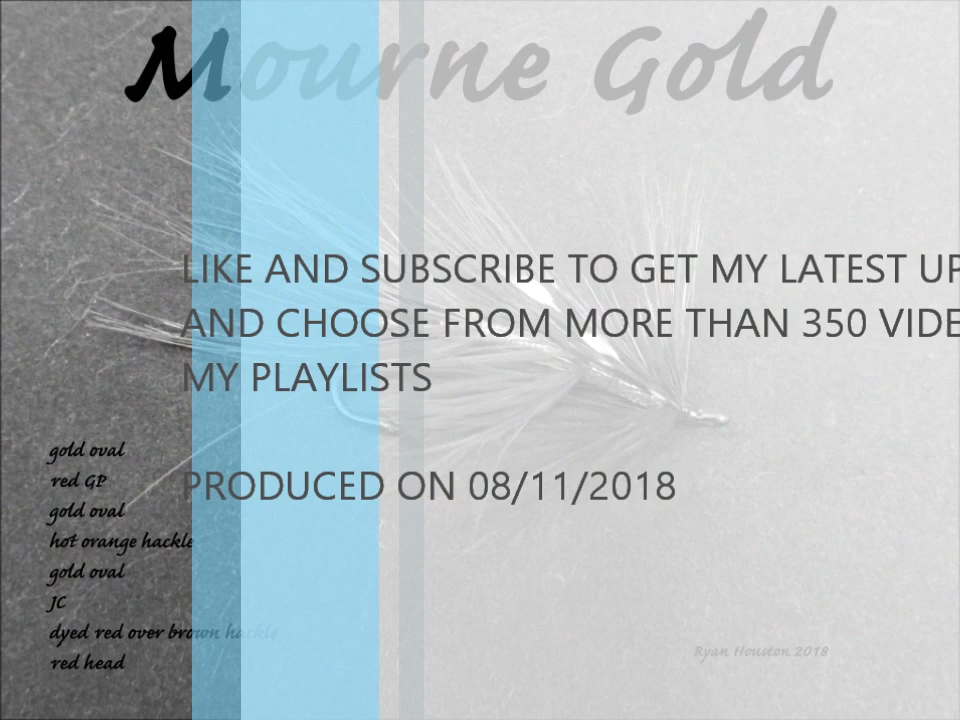 Mourne Gold
LIKE AND SUBSCRIBE TO GET MY LATEST UP
AND CHOOSE FROM MORE THAN 350 VIDE
MY PLAYLISTS
PRODUCED ON 08/11/2018
gold oval
red GP
gold oval
hot orange hackle
gold oval
JC
dyed red over brown hackle
red head
Ryan Houston 2018